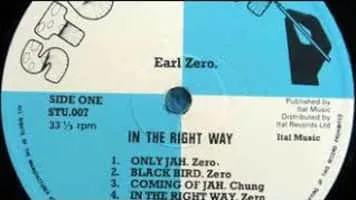 STU
Earl Zero.
SIDE ONE
STU.007
33 ⅓ rpm
Published by
Ital Music
Distributed by
Ital Records Ltd
Ital Music
IN THE RIGHT WAY
1. ONLY JAH. Zero.
2. BLACK BIRD. Zero
3. COMING OF JAH. Chung
4. IN THE RIGHT WAY. Zero